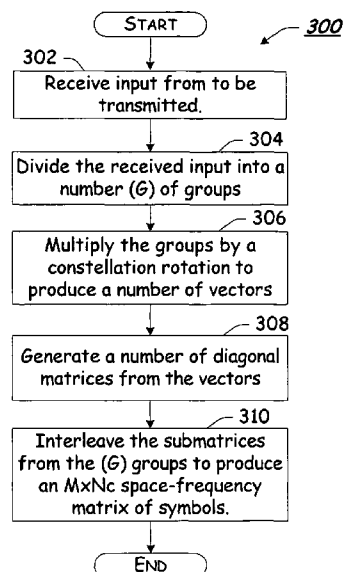 START
300
302
Receive input from to be
transmitted.
304
Divide the received input into a
number (G) of groups
306
Multiply the groups by a
constellation rotation to
produce a number of vectors
308
Generate a number of diagonal
matrices from the vectors
310
Interleave the submatrices
from the (G) groups to produce
an MxNc space-frequency
matrix of symbols.
END